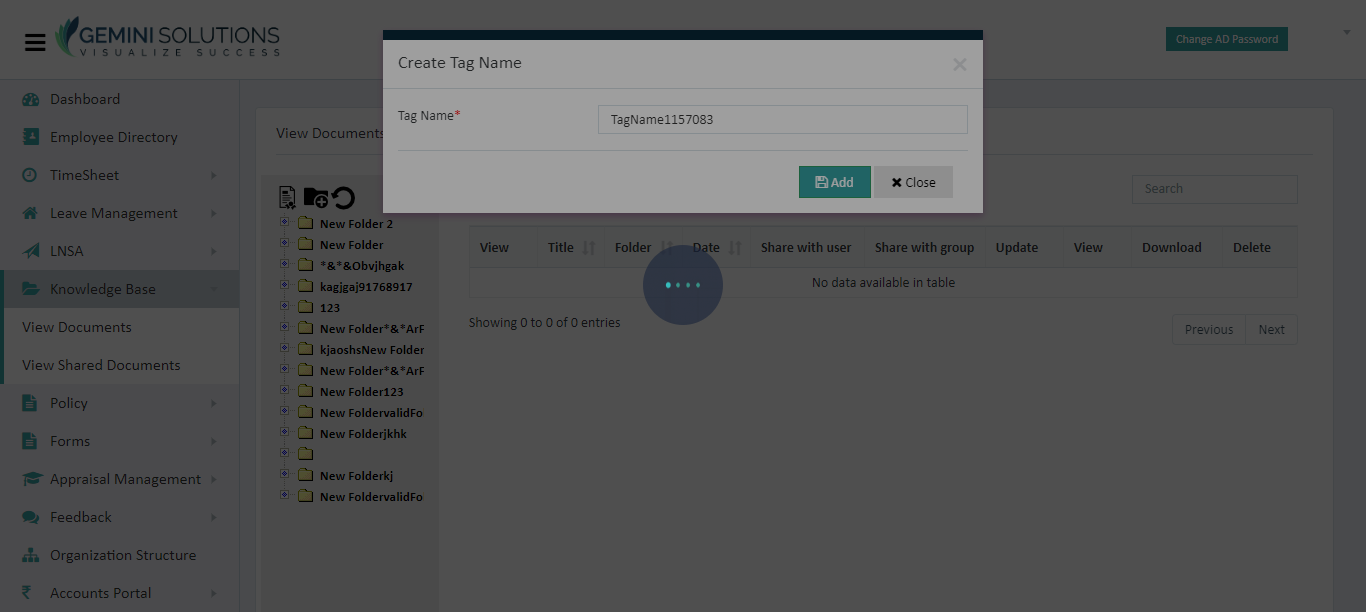 GEMINI SOLUTIONS
VISUALIZE SUCCESS
Change AD Password
Create Tag Name
×
Tag Name*
TagName1157083
Add
Close
Dashboard
Employee Directory
TimeSheet
Leave Management
LNSA
Knowledge Base
View Documents
View Shared Documents
Policy
Forms
Appraisal Management
Feedback
Organization Structure
Accounts Portal
View Documents
New Folder 2
New Folder
*&*&Obvjhgak
kagjgaj91768917
123
New Folder*&*ArF
kjaoshsNew Folder
New Folder*&*ArF
New Folder123
New FoldervalidFo
New Folderjkhk
New Folderkj
New FoldervalidFo
Search
View Title Folder Date Share with user Share with group Update View Download Delete
No data available in table
Showing 0 to 0 of 0 entries
Previous Next